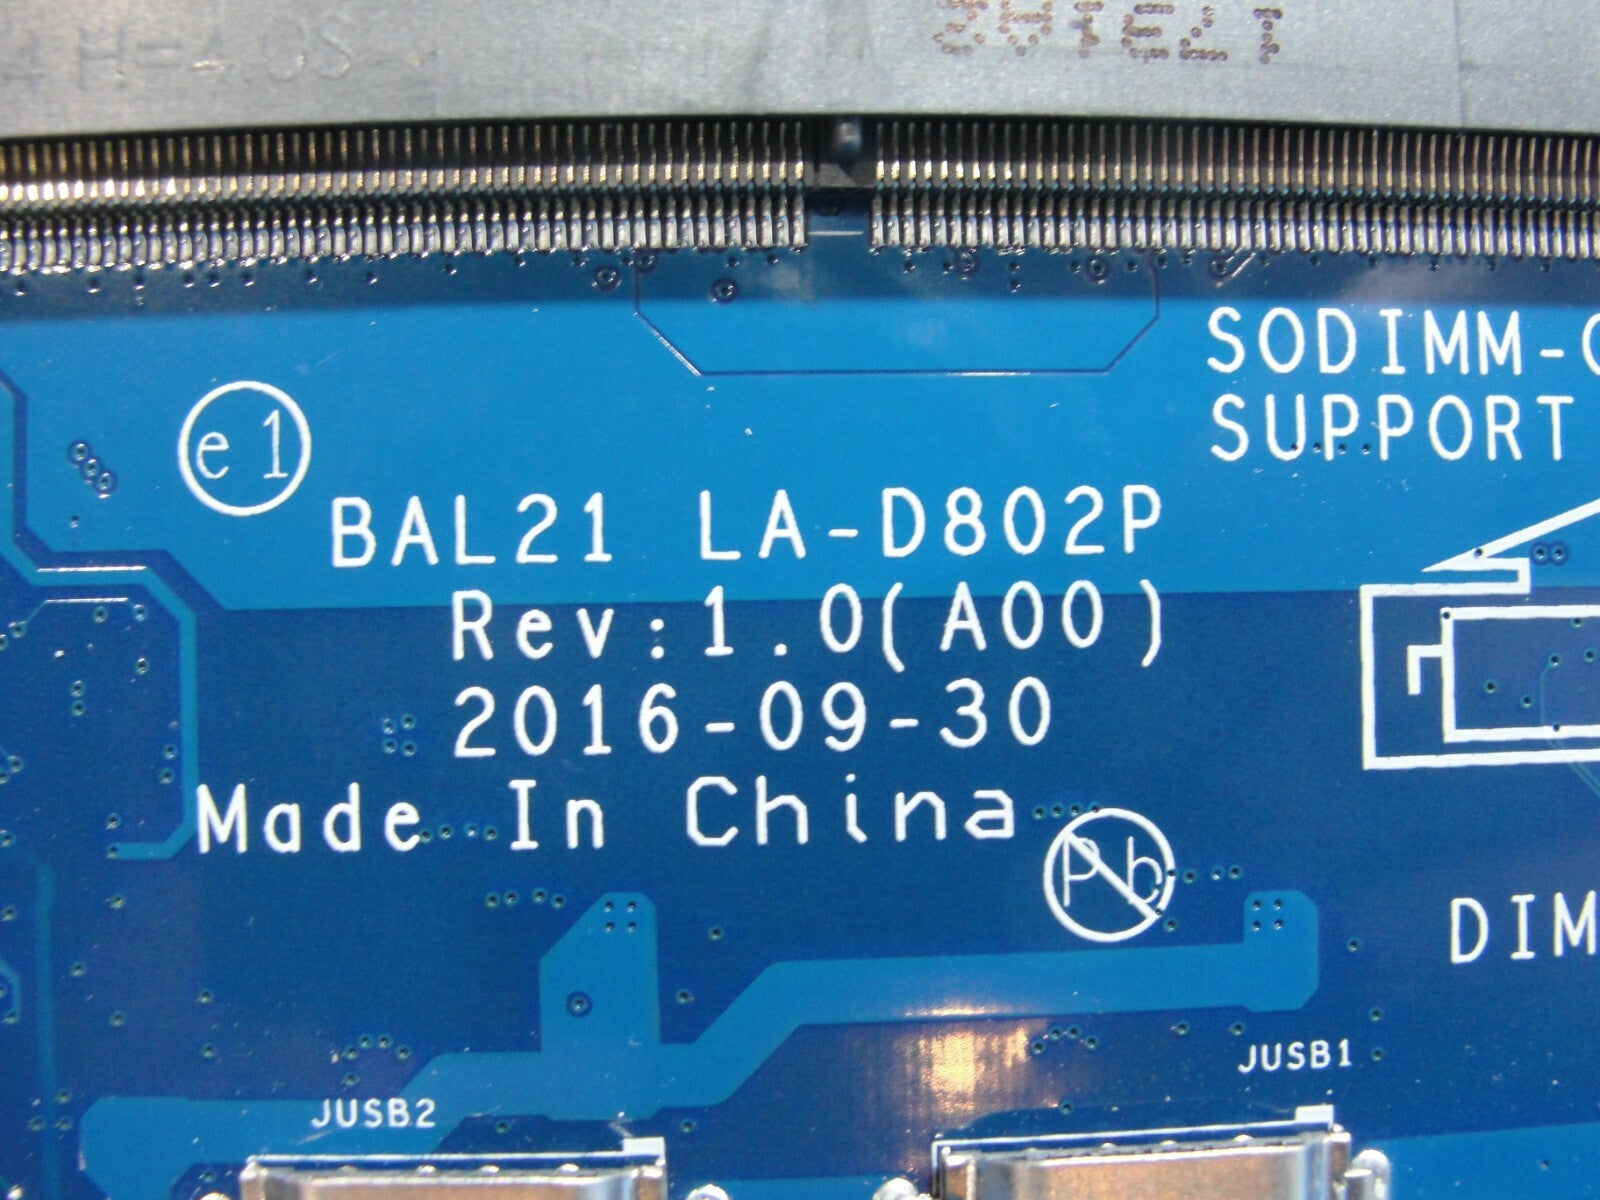 SODIMM-
SUPPORT
e1
BAL21 LA-D802P
Rev:1.0(A00)
2016-09-30
Made In China
Pb
DIM
JUSB1
JUSB2